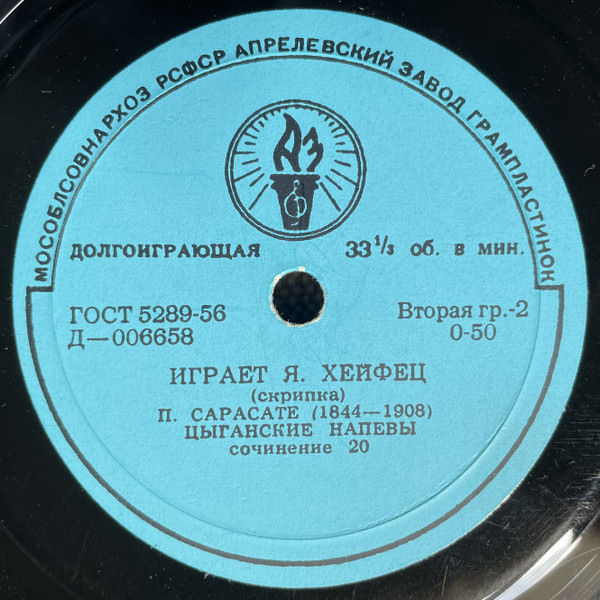 МОСОБЛСОВНАРХОЗ РСФСР АПРЕЛЕВСКИЙ ЗАВОД ГРАМПЛАСТИНОК
АЗ
ДОЛГОИГРАЮЩАЯ 33 1/3 об. в мин.
ГОСТ 5289-56 Вторая гр.-2
Д—006658 0-50
ИГРАЕТ Я. ХЕЙФЕЦ
(скрипка)
П. САРАСАТЕ (1844—1908)
ЦЫГАНСКИЕ НАПЕВЫ
сочинение 20